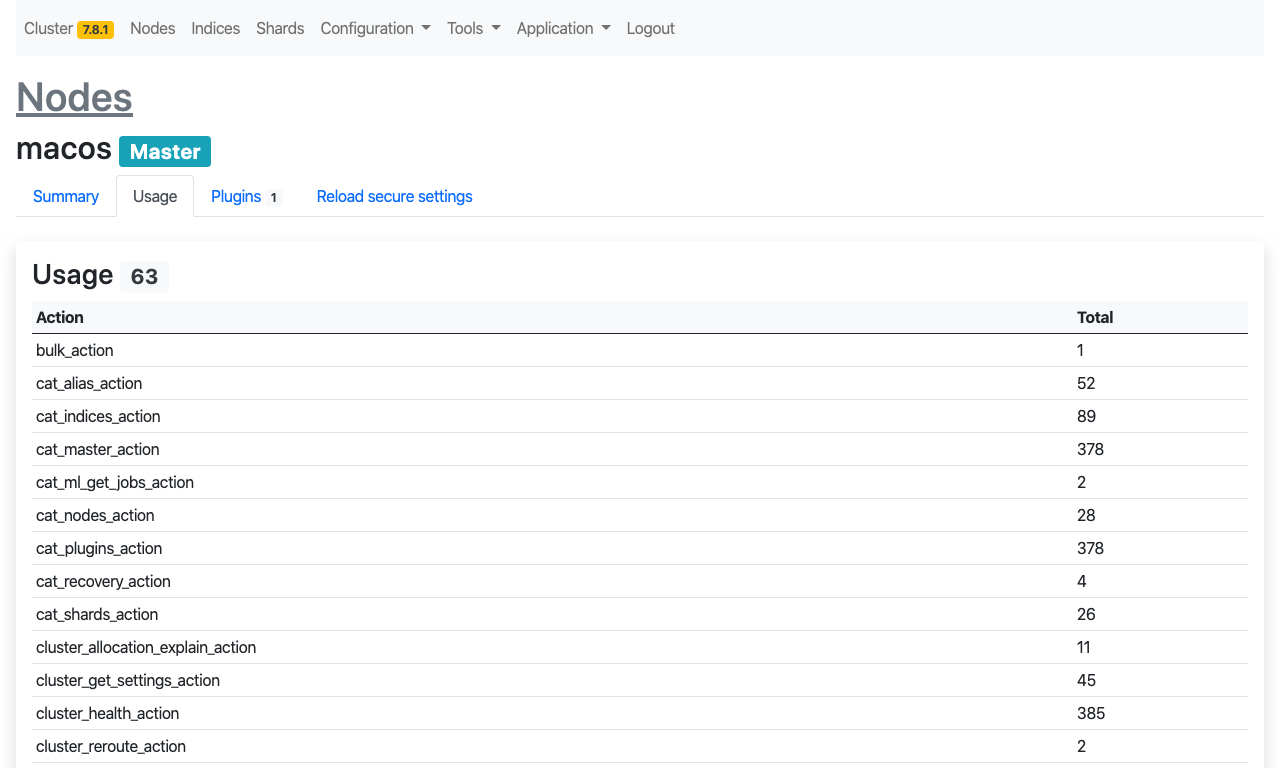 Cluster 7.8.1 Nodes Indices Shards Configuration Tools Application Logout
Nodes
macos Master
Summary Usage Plugins 1 Reload secure settings
Usage 63
Action Total
bulk_action 1
cat_alias_action 52
cat_indices_action 89
cat_master_action 378
cat_ml_get_jobs_action 2
cat_nodes_action 28
cat_plugins_action 378
cat_recovery_action 4
cat_shards_action 26
cluster_allocation_explain_action 11
cluster_get_settings_action 45
cluster_health_action 385
cluster_reroute_action 2